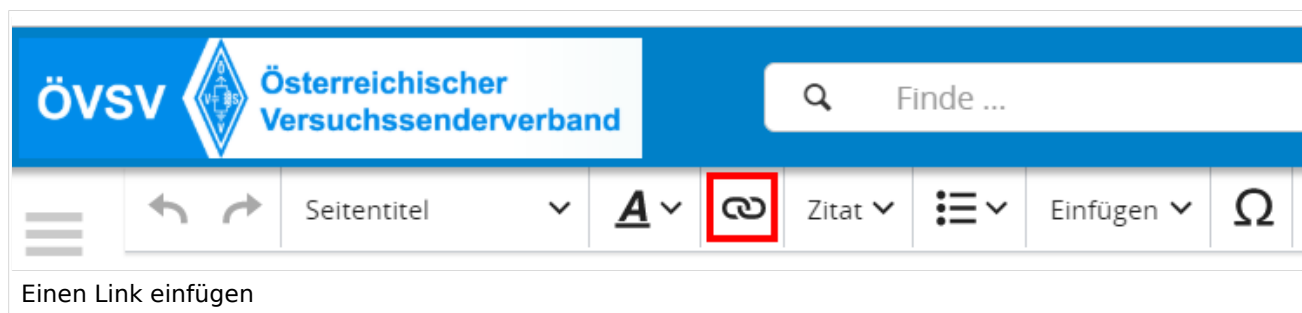 ÖVSV
Österreichischer
Versuchssenderverband
Finde ...
Seitentitel A Zitat Einfügen Ω
Einen Link einfügen